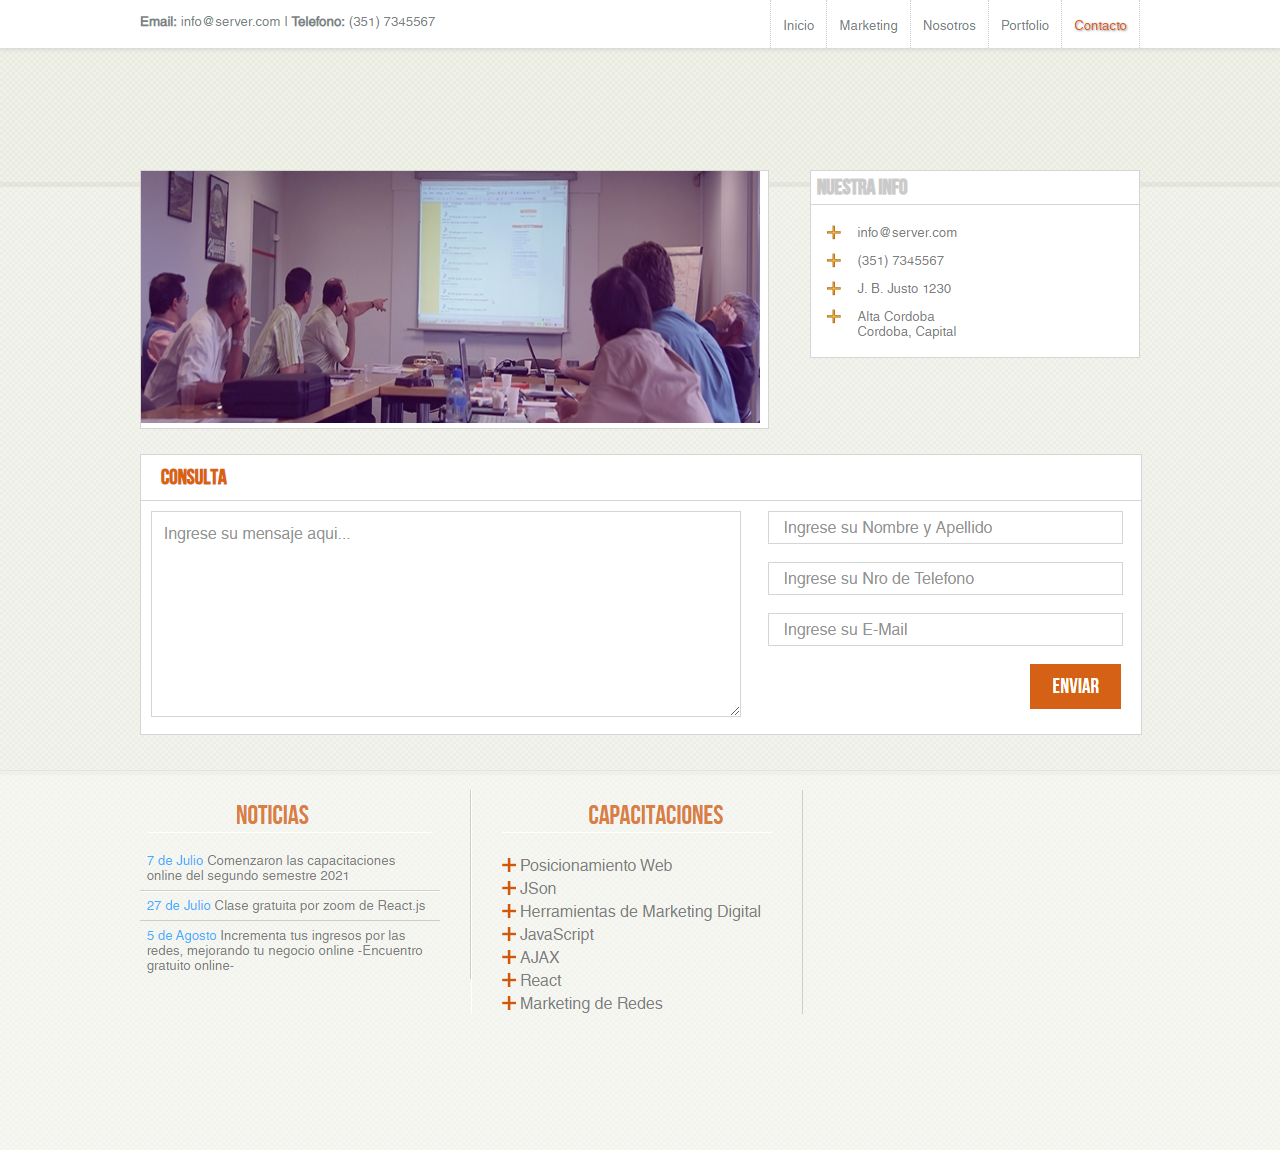 Email: info@server.com | Telefono: (351) 7345567
Inicio
Marketing
Nosotros
Portfolio
Contacto
NUESTRA INFO
info@server.com
(351) 7345567
J. B. Justo 1230
Alta Cordoba
Cordoba, Capital
CONSULTA
Ingrese su mensaje aqui...
Ingrese su Nombre y Apellido
Ingrese su Nro de Telefono
Ingrese su E-Mail
ENVIAR
NOTICIAS
7 de Julio Comenzaron las capacitaciones
online del segundo semestre 2021
27 de Julio Clase gratuita por zoom de React.js
5 de Agosto Incrementa tus ingresos por las
redes, mejorando tu negocio online -Encuentro
gratuito online-
CAPACITACIONES
Posicionamiento Web
JSon
Herramientas de Marketing Digital
JavaScript
AJAX
React
Marketing de Redes